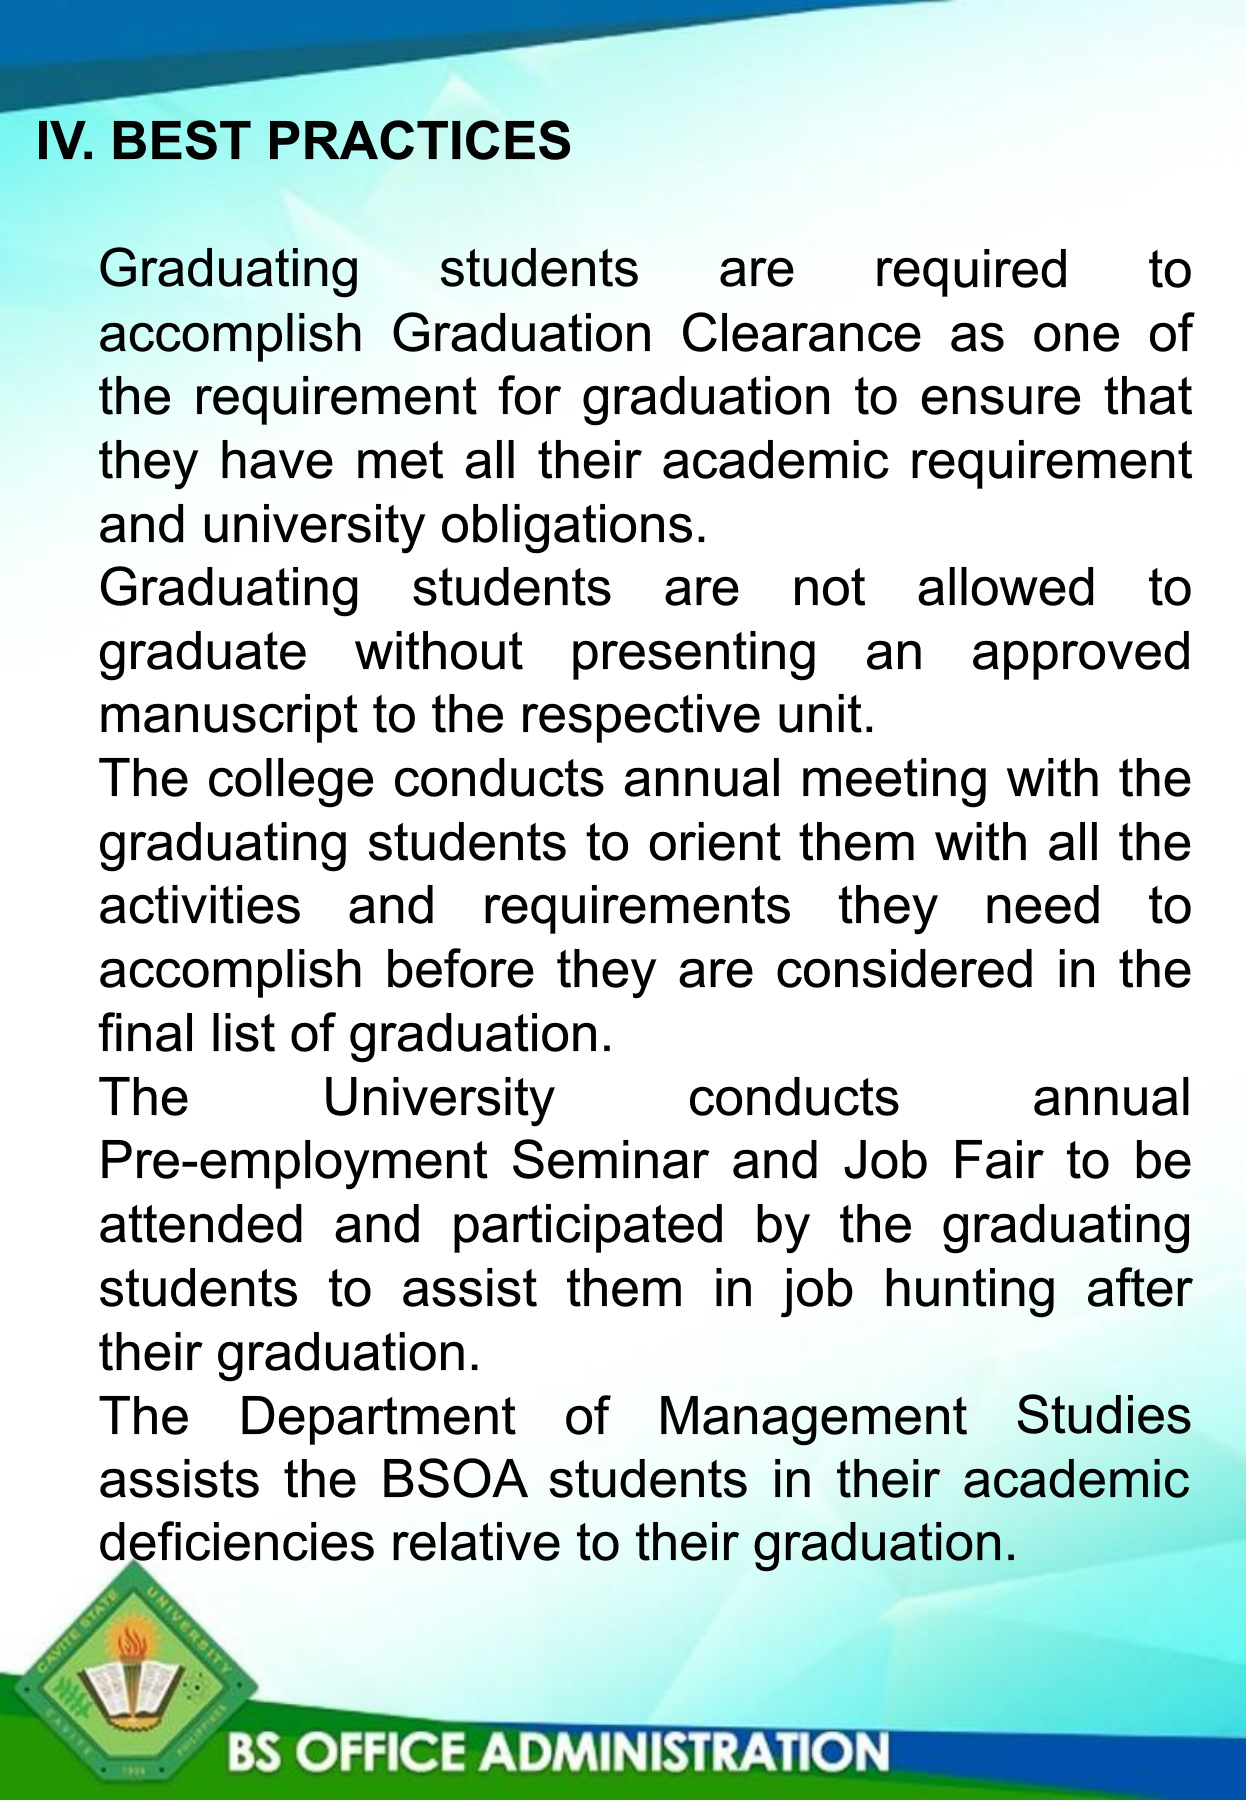 IV. BEST PRACTICES
Graduating students are required to
accomplish Graduation Clearance as one of
the requirement for graduation to ensure that
they have met all their academic requirement
and university obligations.
Graduating students are not allowed to
graduate without presenting an approved
manuscript to the respective unit.
The college conducts annual meeting with the
graduating students to orient them with all the
activities and requirements they need to
accomplish before they are considered in the
final list of graduation.
The University conducts annual
Pre-employment Seminar and Job Fair to be
attended and participated by the graduating
students to assist them in job hunting after
their graduation.
The Department of Management Studies
assists the BSOA students in their academic
deficiencies relative to their graduation.
CAVITE STATE UNIVERSITY
CAVITE PHILIPPINES
1906
BS OFFICE ADMINISTRATION